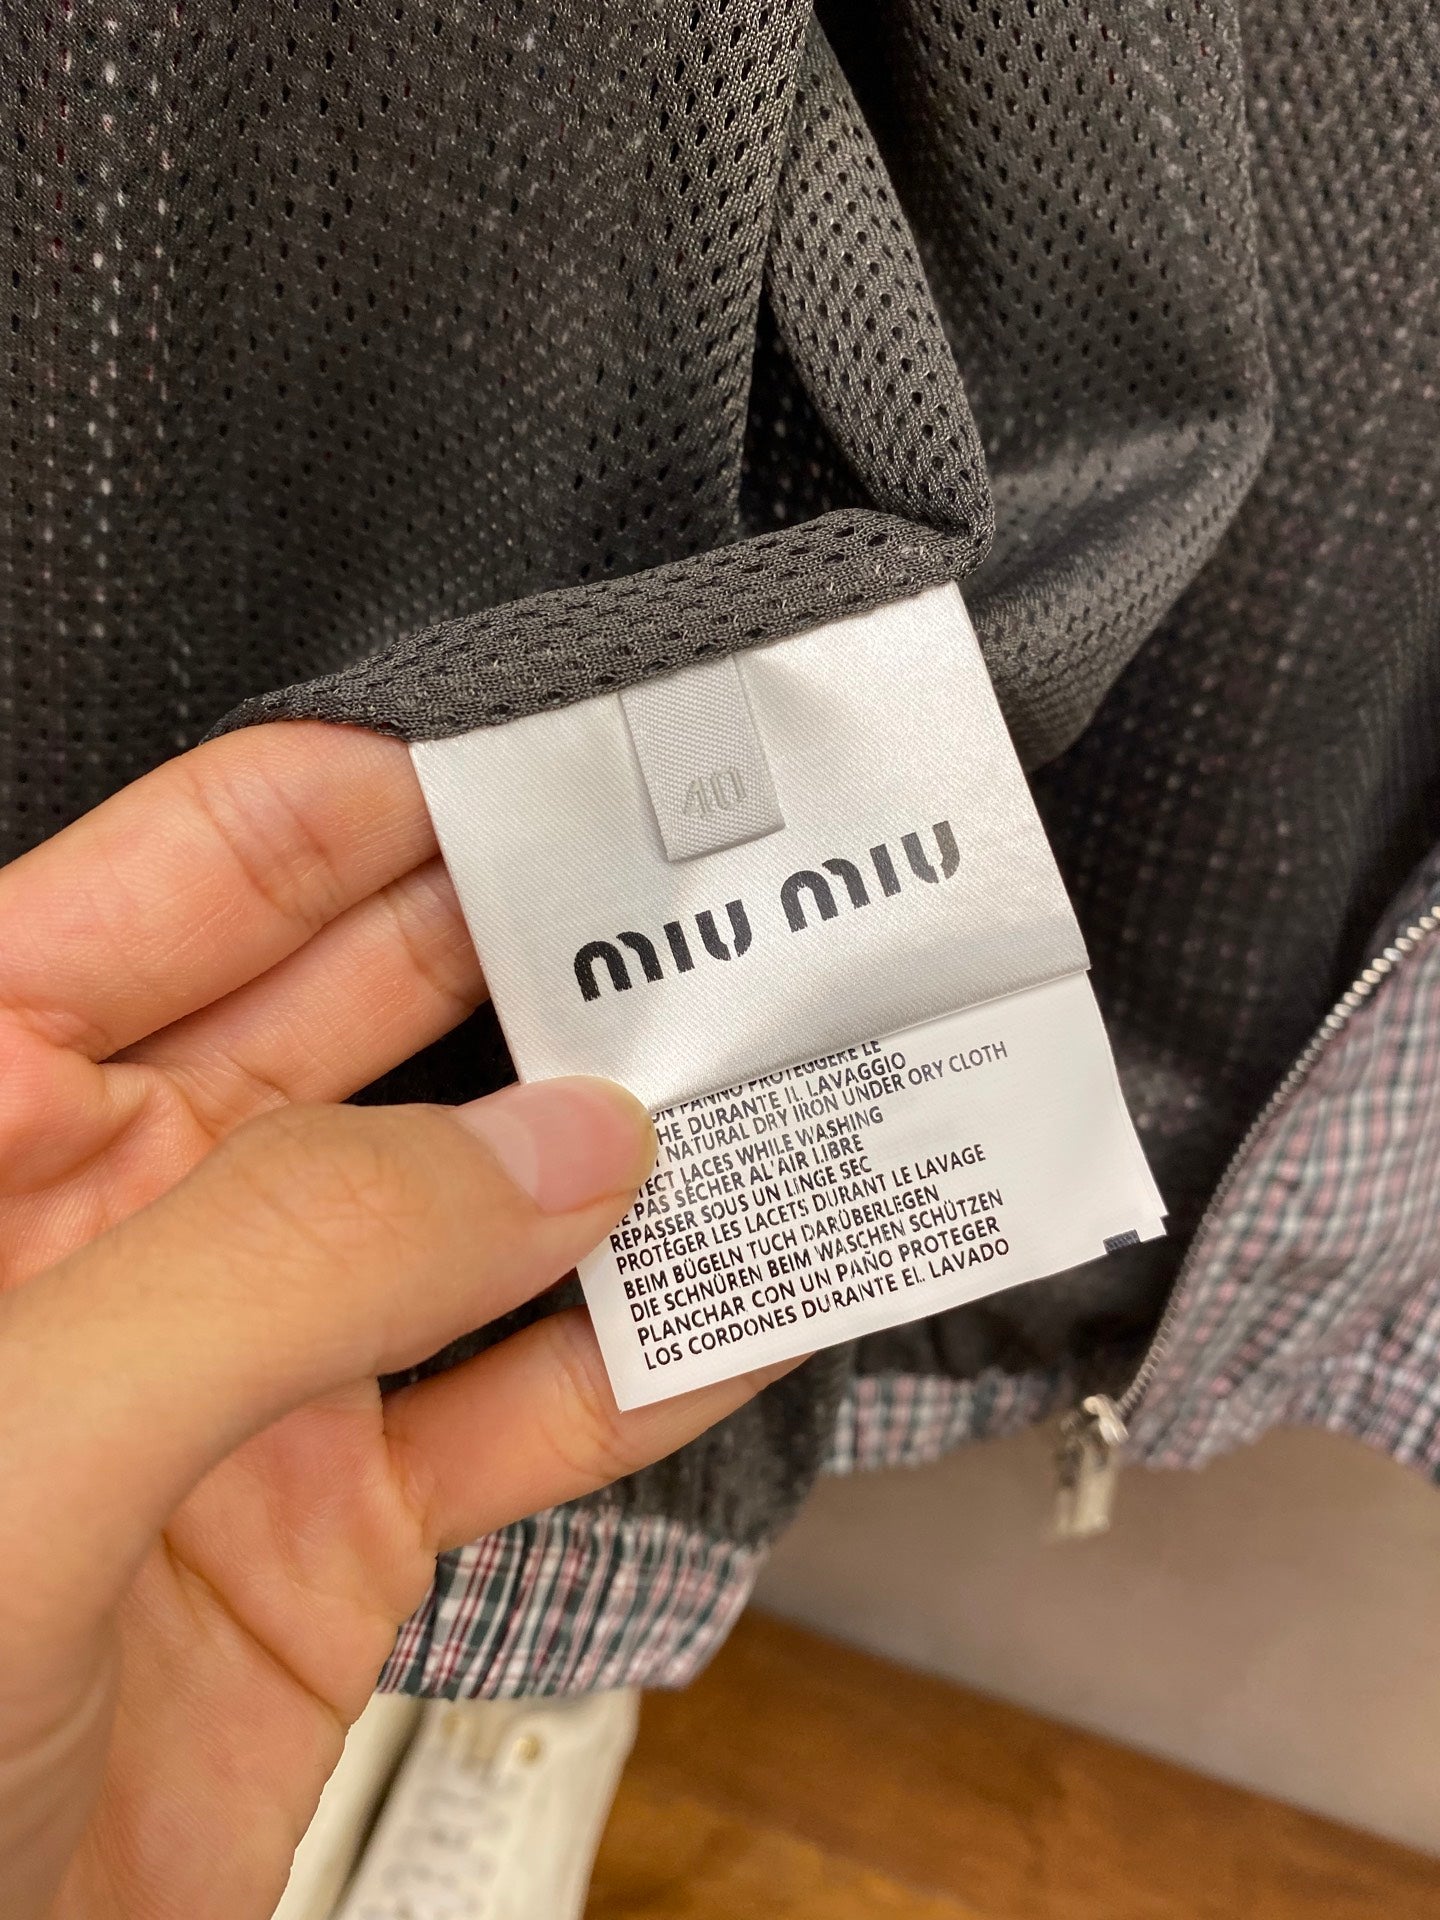 40
miu miu
PANNO PROTEGGERE LE
HE DURANTE IL LAVAGGIO
NATURAL DRY IRON UNDER ORY CLOTH
TECT LACES WHILE WASHING
PAS SÉCHER AL'AIR LIBRE
REPASSER SOUS UN LINGE SEC
PROTÉGER LES LACETS DURANT LE LAVAGE
BEIM BÜGELN TUCH DARÜBERLEGEN
DIE SCHNÜREN BEIM WASCHEN SCHÜTZEN
PLANCHAR CON UN PAÑO PROTEGER
LOS CORDONES DURANTE EL. LAVADO